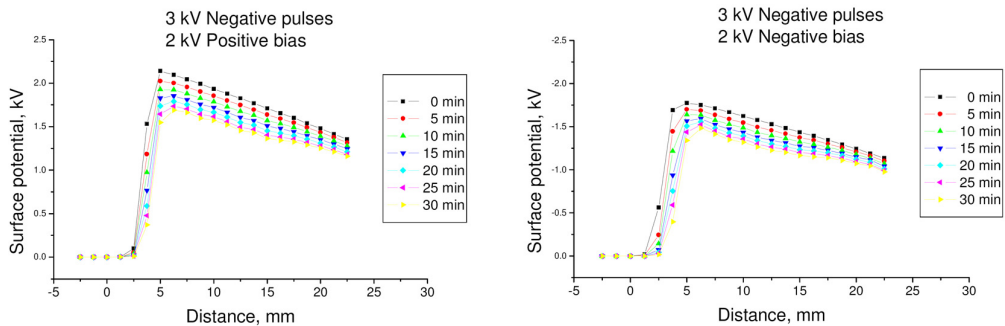 3 kV Negative pulses
2 kV Positive bias
2.5
2.0
1.5
1.0
0.5
0.0
Surface potential, kV
-5
0
5
10
15
20
25
30
Distance, mm
0 min
5 min
10 min
15 min
20 min
25 min
30 min
3 kV Negative pulses
2 kV Negative bias
-2.5
-2.0
-1.5
-1.0
-0.5
-0.0
Surface potential, kV
-5
0
5
10
15
20
25
30
Distance, mm
0 min
5 min
10 min
15 min
20 min
25 min
30 min